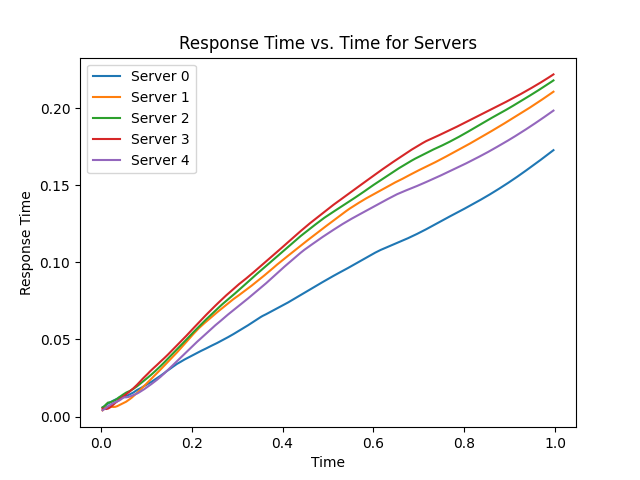 Response Time vs. Time for Servers
Server 0
Server 1
Server 2
Server 3
Server 4
0.20
0.15
0.10
0.05
0.00
Response Time
0.0 0.2 0.4 0.6 0.8 1.0
Time